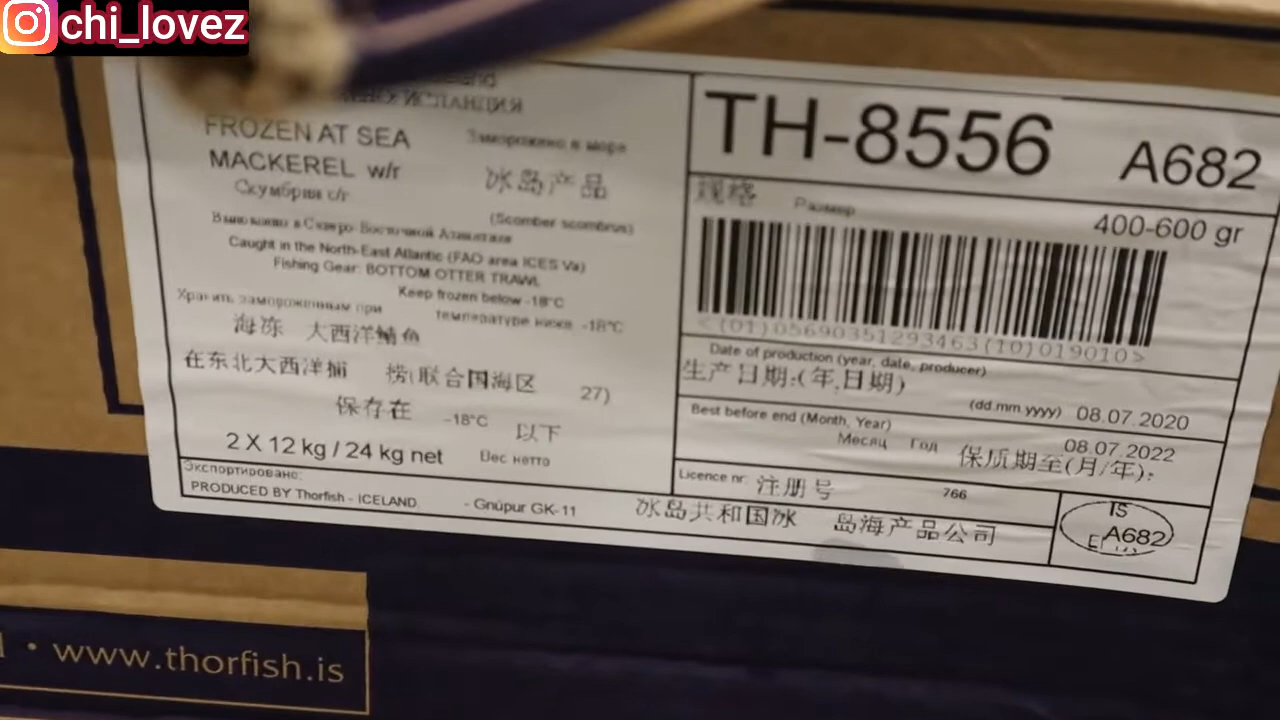 chi_lovez
FROZEN AT SEA Заморожено в море
MACKEREL w/r 冰岛产品
Скумбрия с/г
(Scomber scombrus)
Выловлено в Северо-Восточной Атлантике
Caught in the North-East Atlantic (FAO area ICES Va)
Fishing Gear: BOTTOM OTTER TRAWL
Keep frozen below -18°C
Хранить замороженным при температуре ниже -18°C
海冻 大西洋鲭鱼
在东北大西洋捕 捞(联合国海区 27)
保存在 -18°C 以下
2 X 12 kg / 24 kg net Вес нетто
Экспортировано:
PRODUCED BY Thorfish - ICELAND - Gnúpur GK-11 冰岛共和国冰 岛海产品公司
TH-8556 A682
规格 Размер 400-600 gr
<(01)05690351293463(10)019010>
Date of production (year, date, producer)
生产日期:(年,日期)
(dd.mm.yyyy) 08.07.2020
Best before end (Month, Year) 08.07.2022
Месяц Год 保质期至(月/年):
Licence nr: 注册号 766
IS
A682
www.thorfish.is